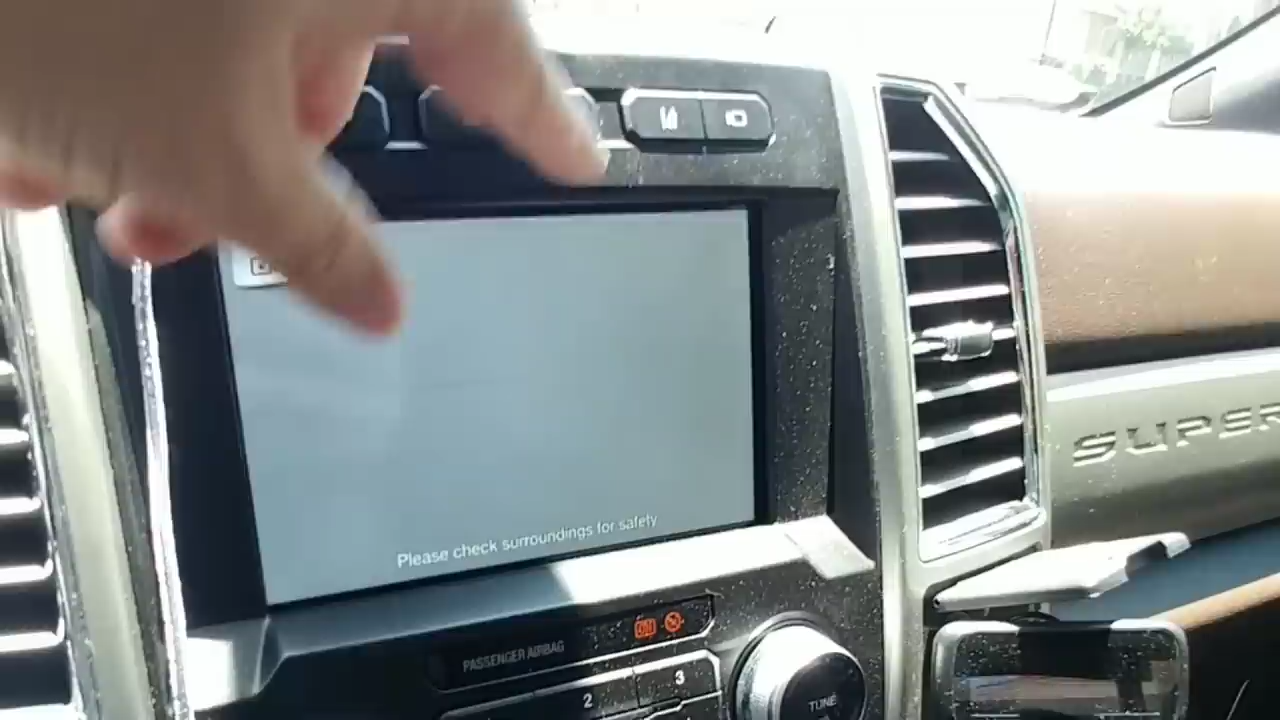 SUPER
Please check surroundings for safety
PASSENGER AIRBAG
2
3
TUNE